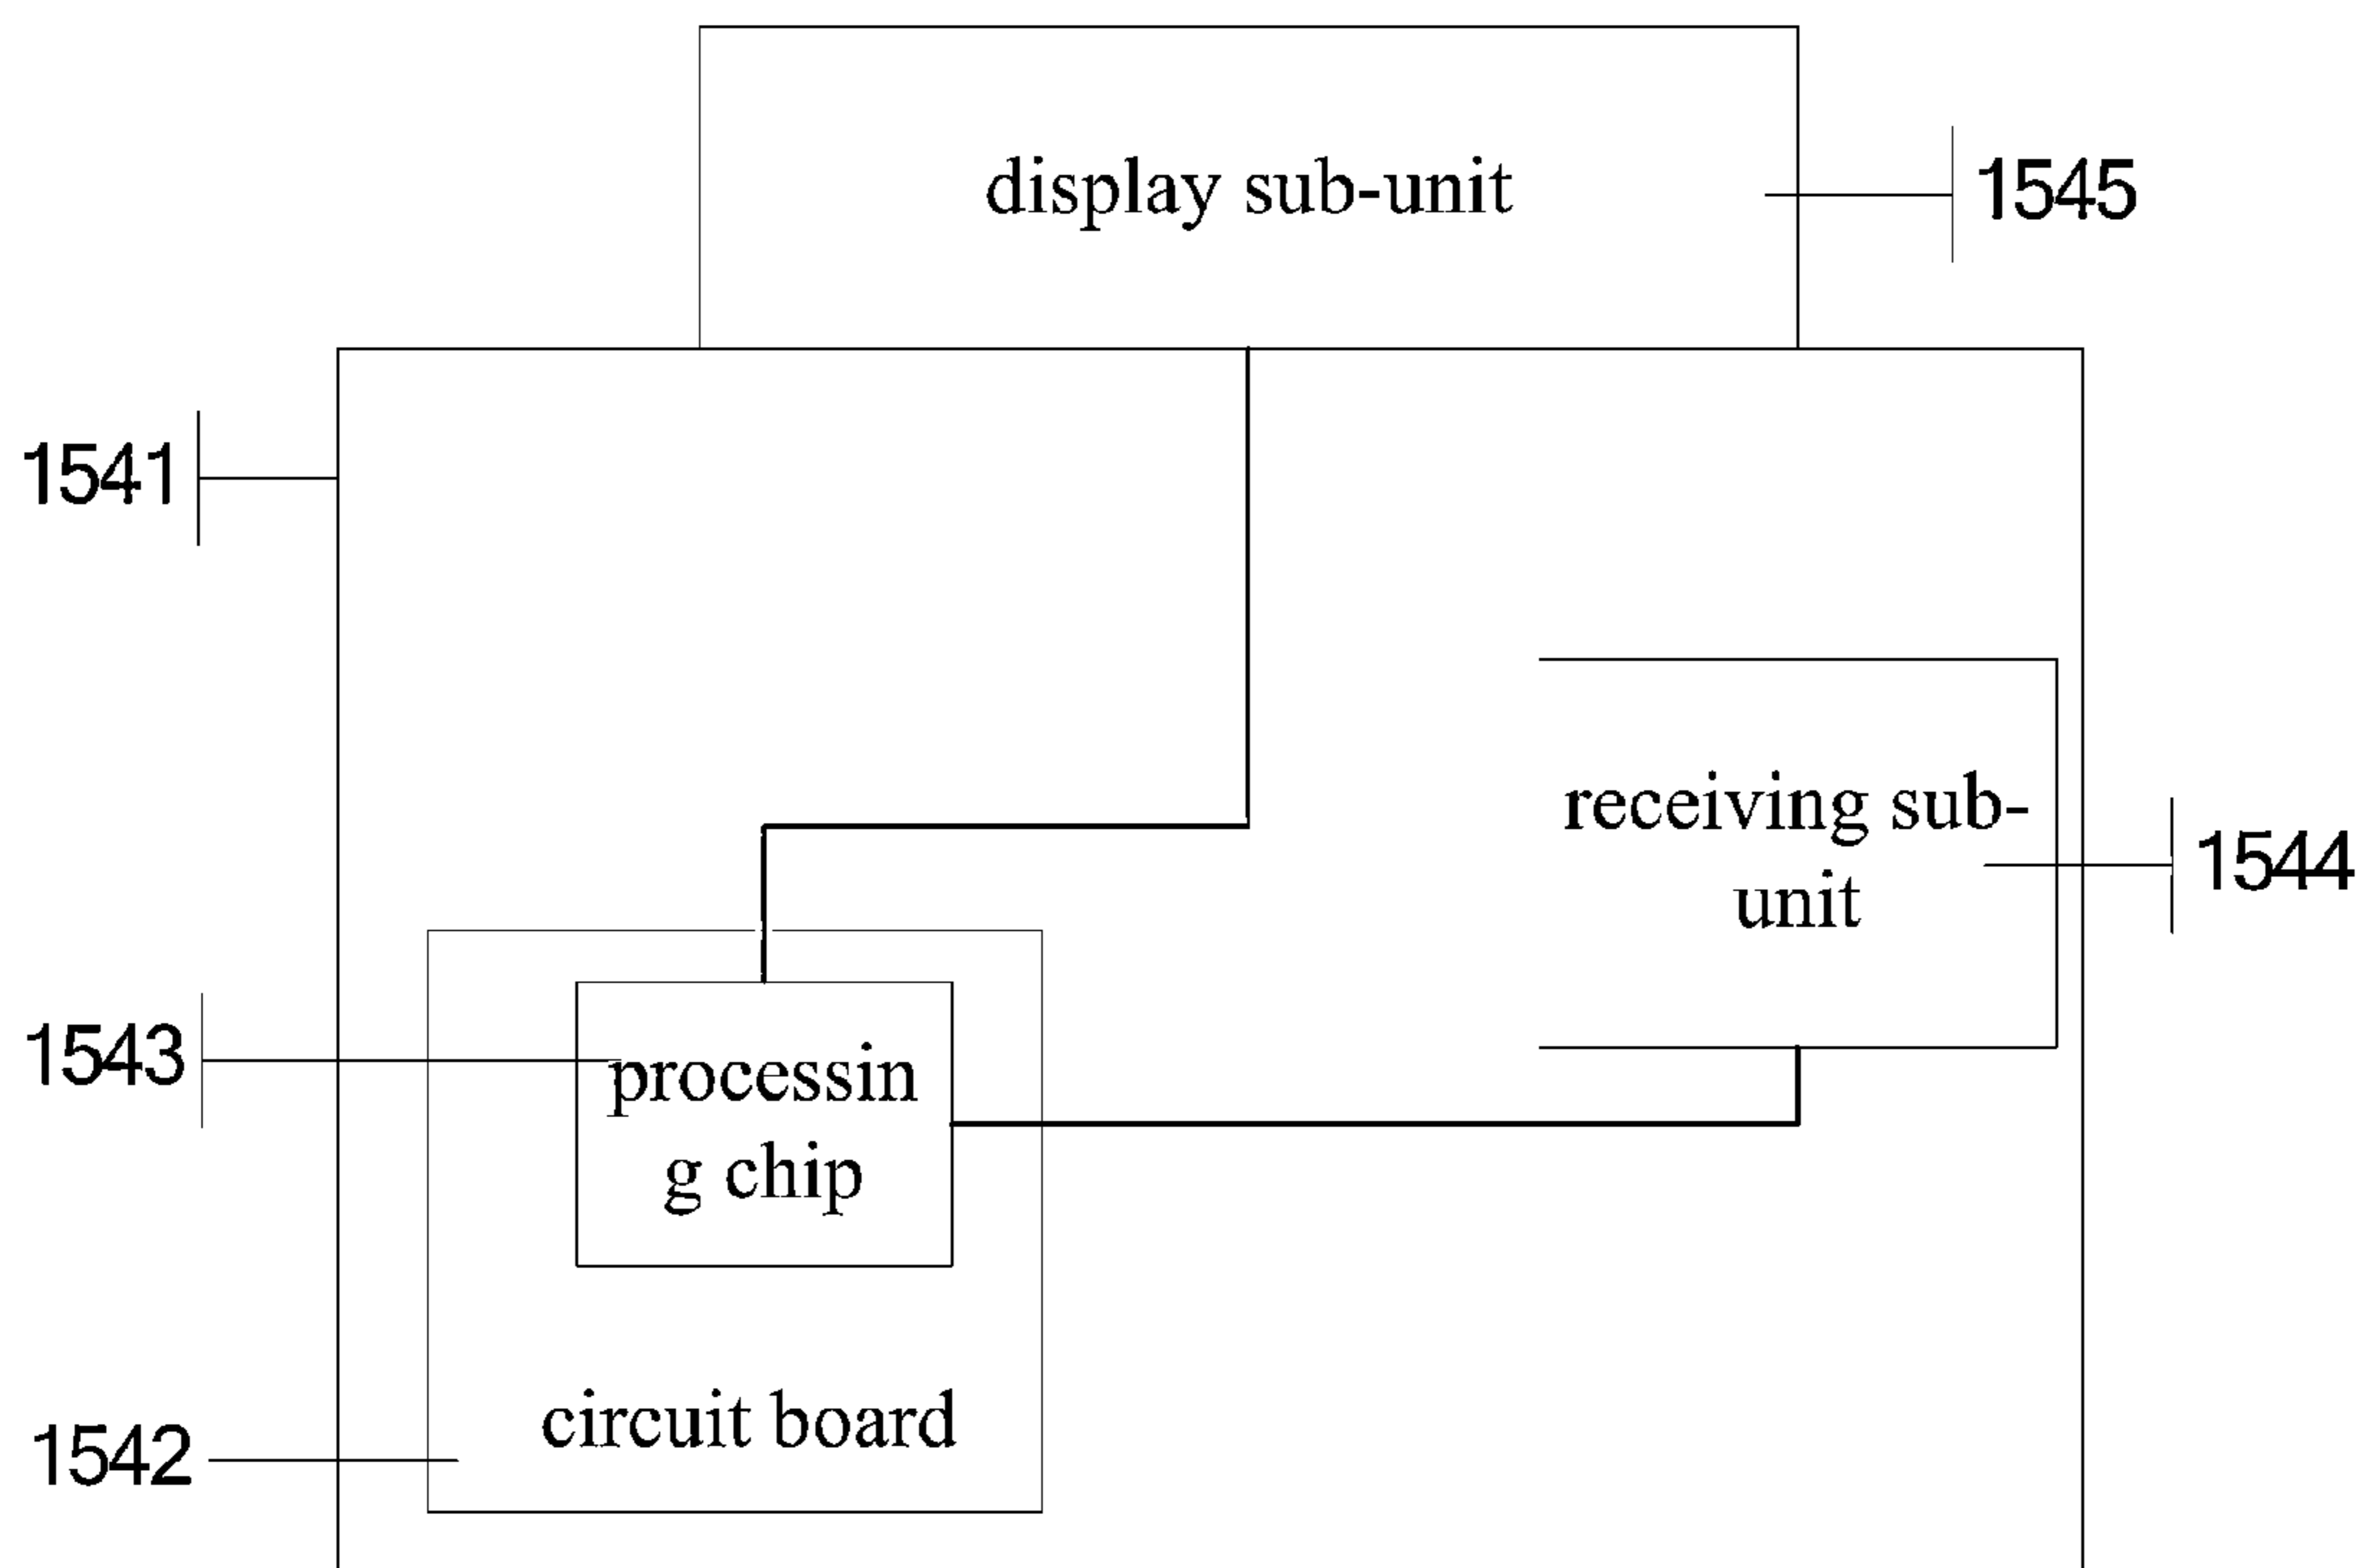 display sub-unit
1545
1541
receiving sub-
unit
1544
1543
processin
g chip
circuit board
1542